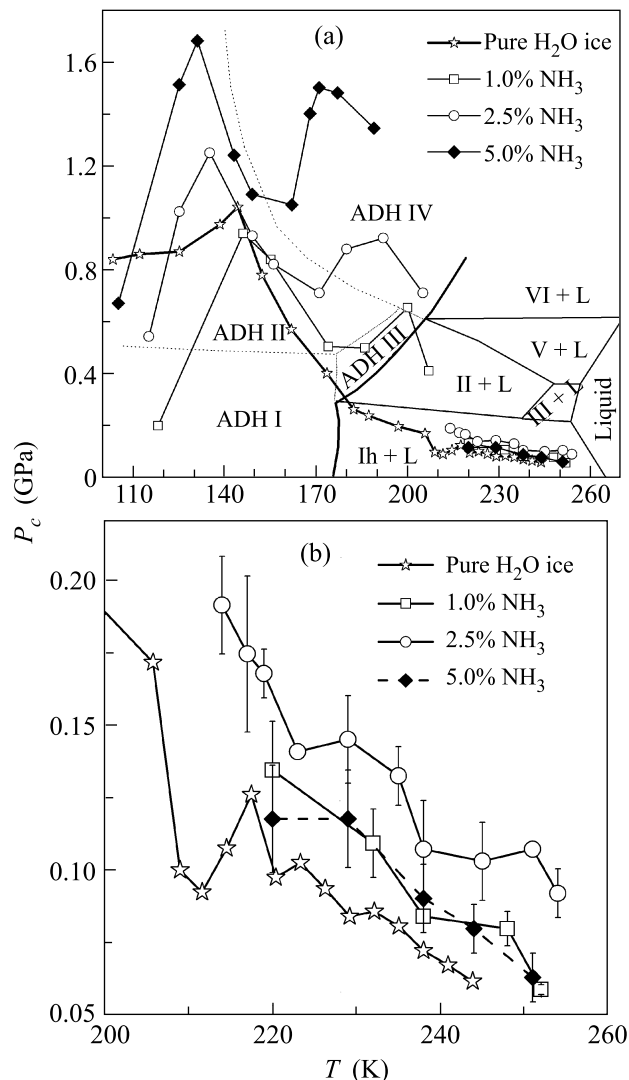 (a)
Pure H₂O ice
1.0% NH₃
2.5% NH₃
5.0% NH₃
1.6
1.2
0.8
0.4
0
ADH IV
VI + L
ADH II
ADH III
V + L
II + L
III × L
ADH I
Ih + L
Liquid
110 140 170 200 230 260
P_c (GPa)
(b)
Pure H₂O ice
1.0% NH₃
2.5% NH₃
5.0% NH₃
0.20
0.15
0.10
0.05
200 220 240 260
T (K)